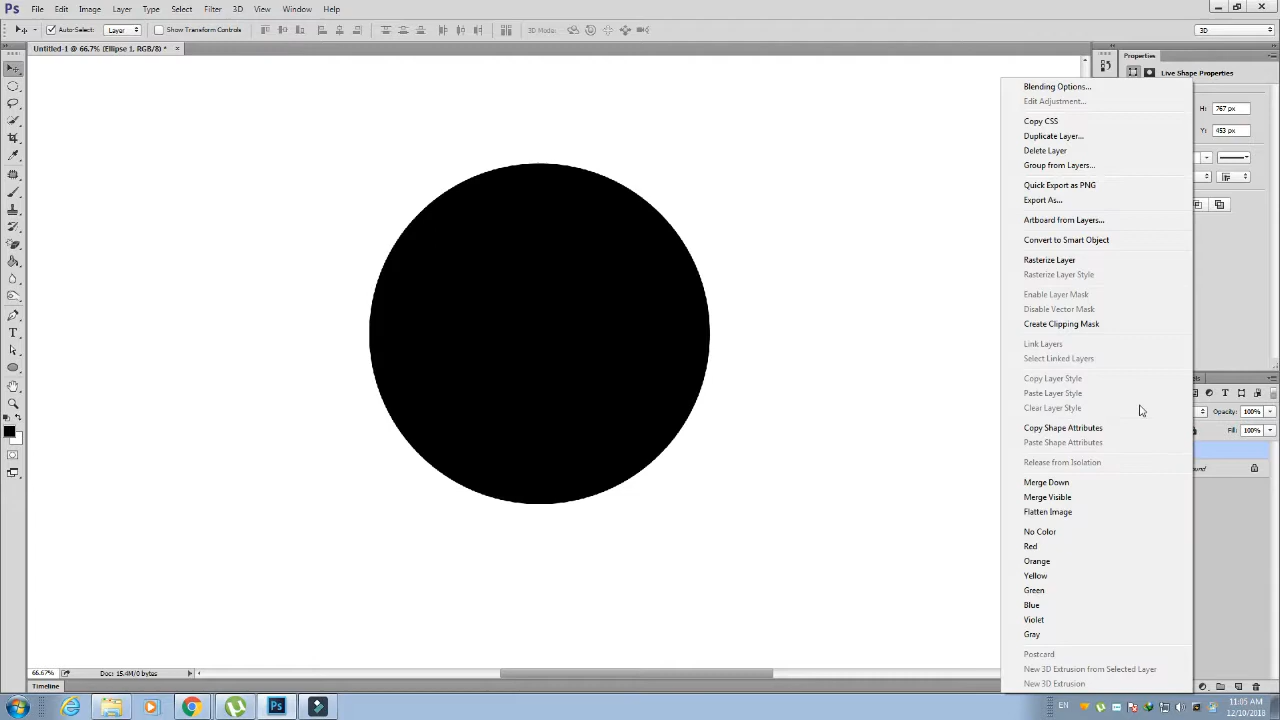 Ps File Edit Image Layer Type Select Filter 3D View Window Help
Auto-Select: Layer Show Transform Controls 3D Mode: 3D
Untitled-1 @ 66.7% (Ellipse 1, RGB/8) *
Properties
Live Shape Properties
H: 767 px
Y: 453 px
Blending Options...
Edit Adjustment...
Copy CSS
Duplicate Layer...
Delete Layer
Group from Layers...
Quick Export as PNG
Export As...
Artboard from Layers...
Convert to Smart Object
Rasterize Layer
Rasterize Layer Style
Enable Layer Mask
Disable Vector Mask
Create Clipping Mask
Link Layers
Select Linked Layers
Copy Layer Style
Paste Layer Style
Clear Layer Style
Copy Shape Attributes
Paste Shape Attributes
Release from Isolation
Merge Down
Merge Visible
Flatten Image
No Color
Red
Orange
Yellow
Green
Blue
Violet
Gray
Postcard
New 3D Extrusion from Selected Layer
New 3D Extrusion
Opacity: 100%
Fill: 100%
66.67% Doc: 15.4M/0 bytes
Timeline
Ps
EN
11:05 AM
12/10/2018